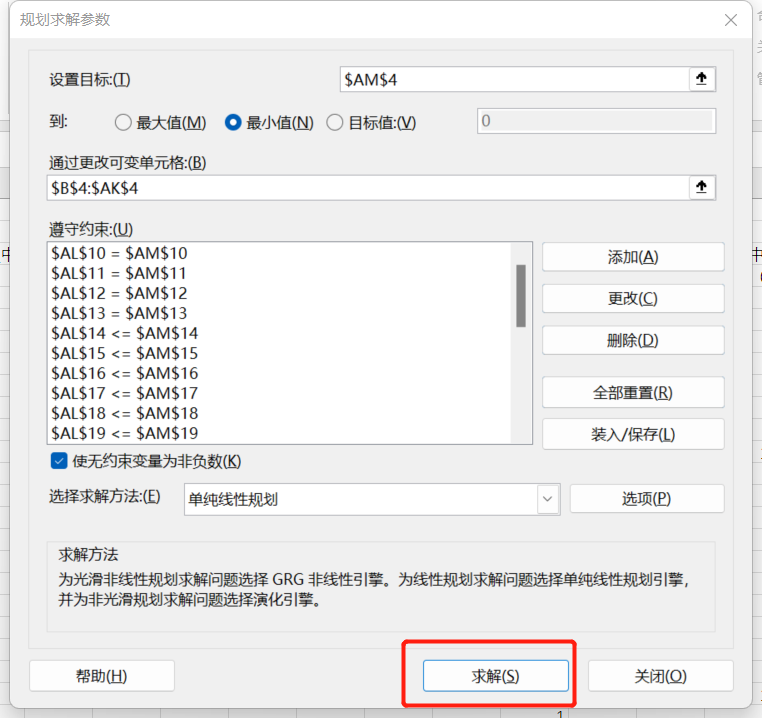 规划求解参数
设置目标:(T) $AM$4
到: 最大值(M) 最小值(N) 目标值:(V) 0
通过更改可变单元格:(B)
$B$4:$AK$4
遵守约束:(U)
$AL$10 = $AM$10
$AL$11 = $AM$11
$AL$12 = $AM$12
$AL$13 = $AM$13
$AL$14 <= $AM$14
$AL$15 <= $AM$15
$AL$16 <= $AM$16
$AL$17 <= $AM$17
$AL$18 <= $AM$18
$AL$19 <= $AM$19
添加(A)
更改(C)
删除(D)
全部重置(R)
装入/保存(L)
使无约束变量为非负数(K)
选择求解方法:(E) 单纯线性规划 选项(P)
求解方法
为光滑非线性规划求解问题选择 GRG 非线性引擎。为线性规划求解问题选择单纯线性规划引擎，
并为非光滑规划求解问题选择演化引擎。
帮助(H) 求解(S) 关闭(O)
1